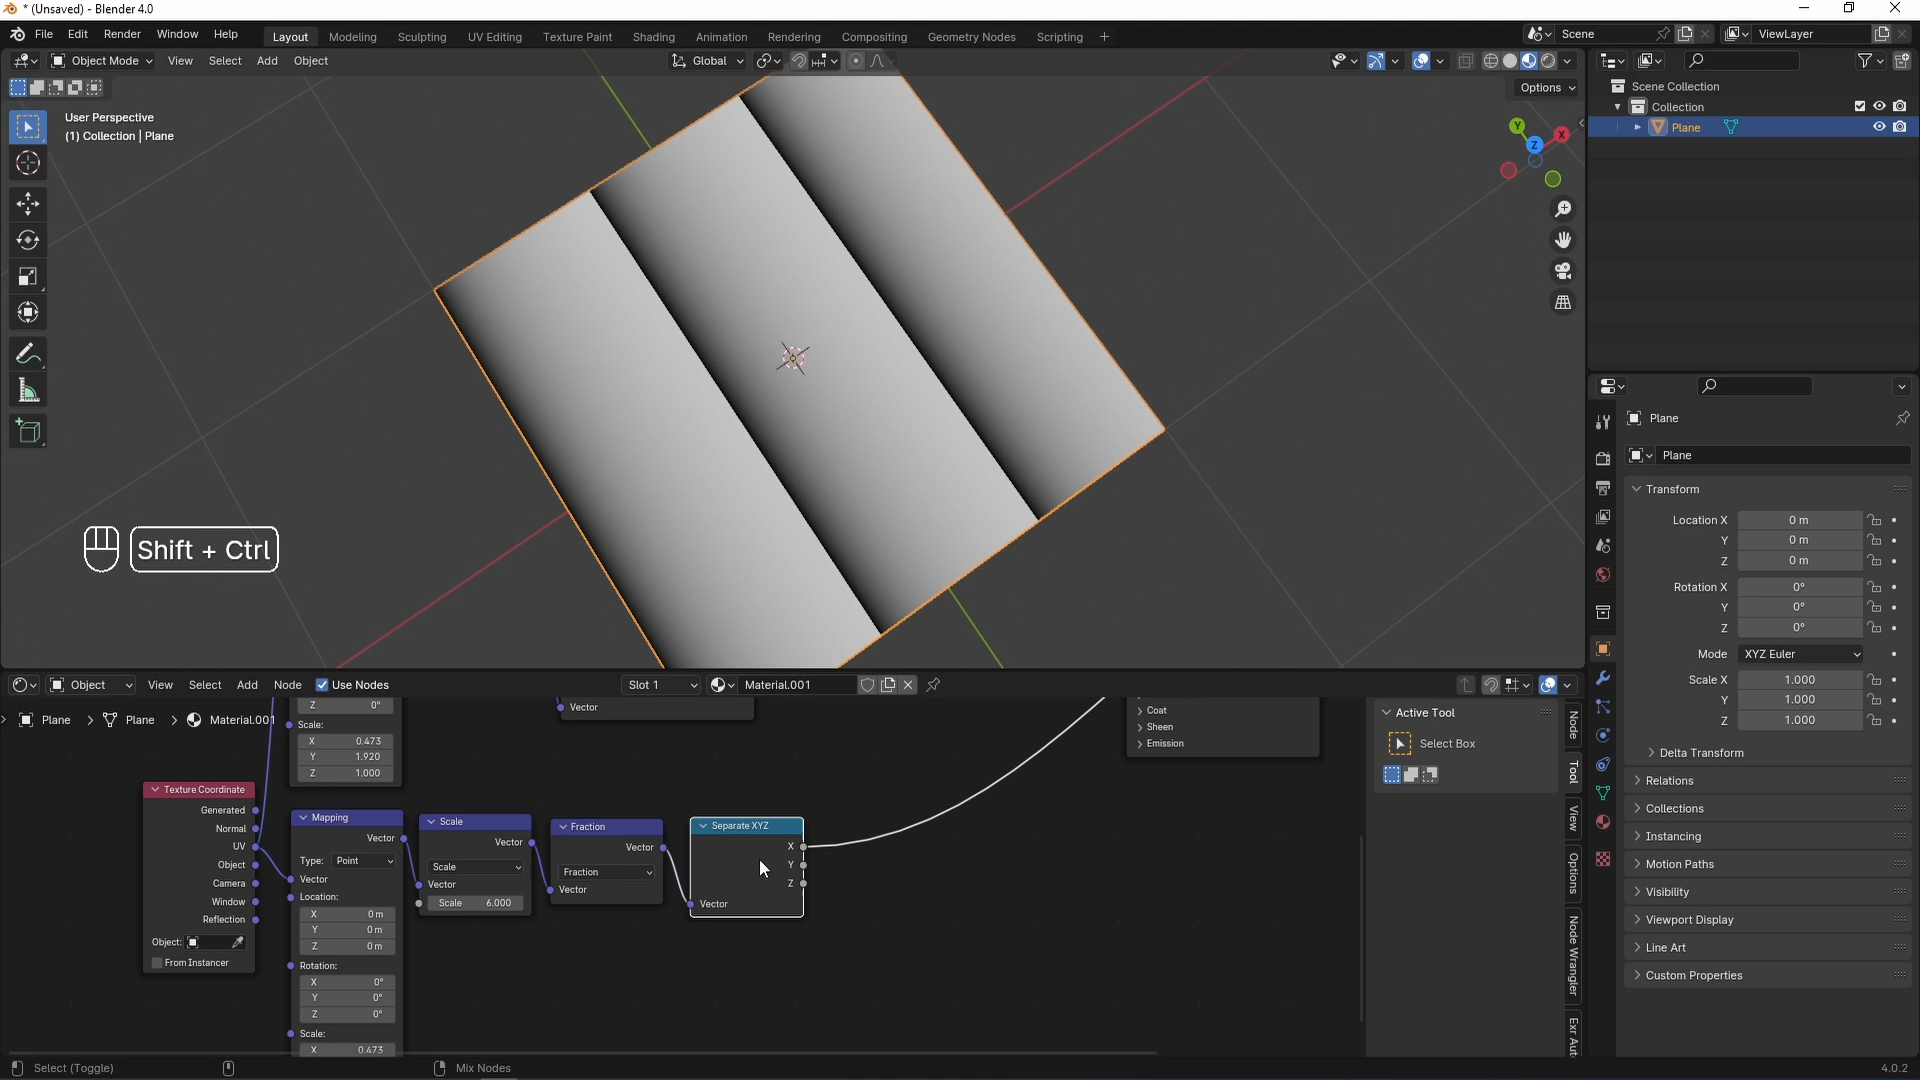 * (Unsaved) - Blender 4.0
File Edit Render Window Help
Layout Modeling Sculpting UV Editing Texture Paint Shading Animation Rendering Compositing Geometry Nodes Scripting +
Scene
ViewLayer
Object Mode View Select Add Object
Global
Options
User Perspective
(1) Collection | Plane
Y
X
Z
Shift + Ctrl
Scene Collection
Collection
Plane
Plane
Plane
Transform
Location X 0 m
Y 0 m
Z 0 m
Rotation X 0°
Y 0°
Z 0°
Mode XYZ Euler
Scale X 1.000
Y 1.000
Z 1.000
Delta Transform
Relations
Collections
Instancing
Motion Paths
Visibility
Viewport Display
Line Art
Custom Properties
Object View Select Add Node Use Nodes
Slot 1
Material.001
Plane > Plane > Material.001
Z 0°
Scale:
X 0.473
Y 1.920
Z 1.000
Vector
Coat
Sheen
Emission
Texture Coordinate
Generated
Normal
UV
Object
Camera
Window
Reflection
Object:
From Instancer
Mapping
Vector
Type: Point
Vector
Location:
X 0 m
Y 0 m
Z 0 m
Rotation:
X 0°
Y 0°
Z 0°
Scale:
X 0.473
Scale
Vector
Scale
Vector
Scale 6.000
Fraction
Vector
Fraction
Vector
Separate XYZ
X
Y
Z
Vector
Active Tool
Select Box
Node
Tool
View
Options
Node Wrangler
Exr Aut
Select (Toggle)
Mix Nodes
4.0.2